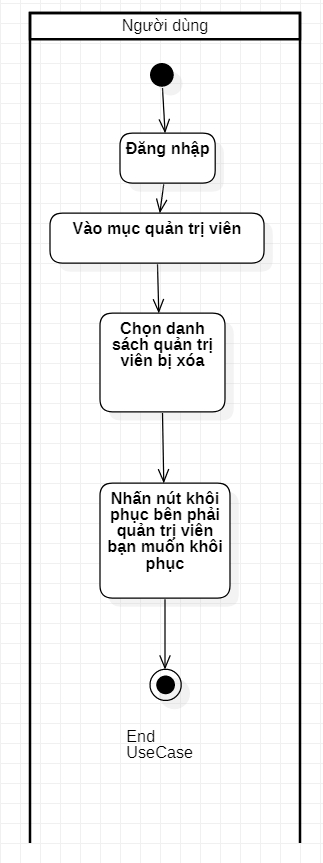 Người dùng
Đăng nhập
Vào mục quản trị viên
Chọn danh
sách quản trị
viên bị xóa
Nhấn nút khôi
phục bên phải
quản trị viên
bạn muốn khôi
phục
End
UseCase